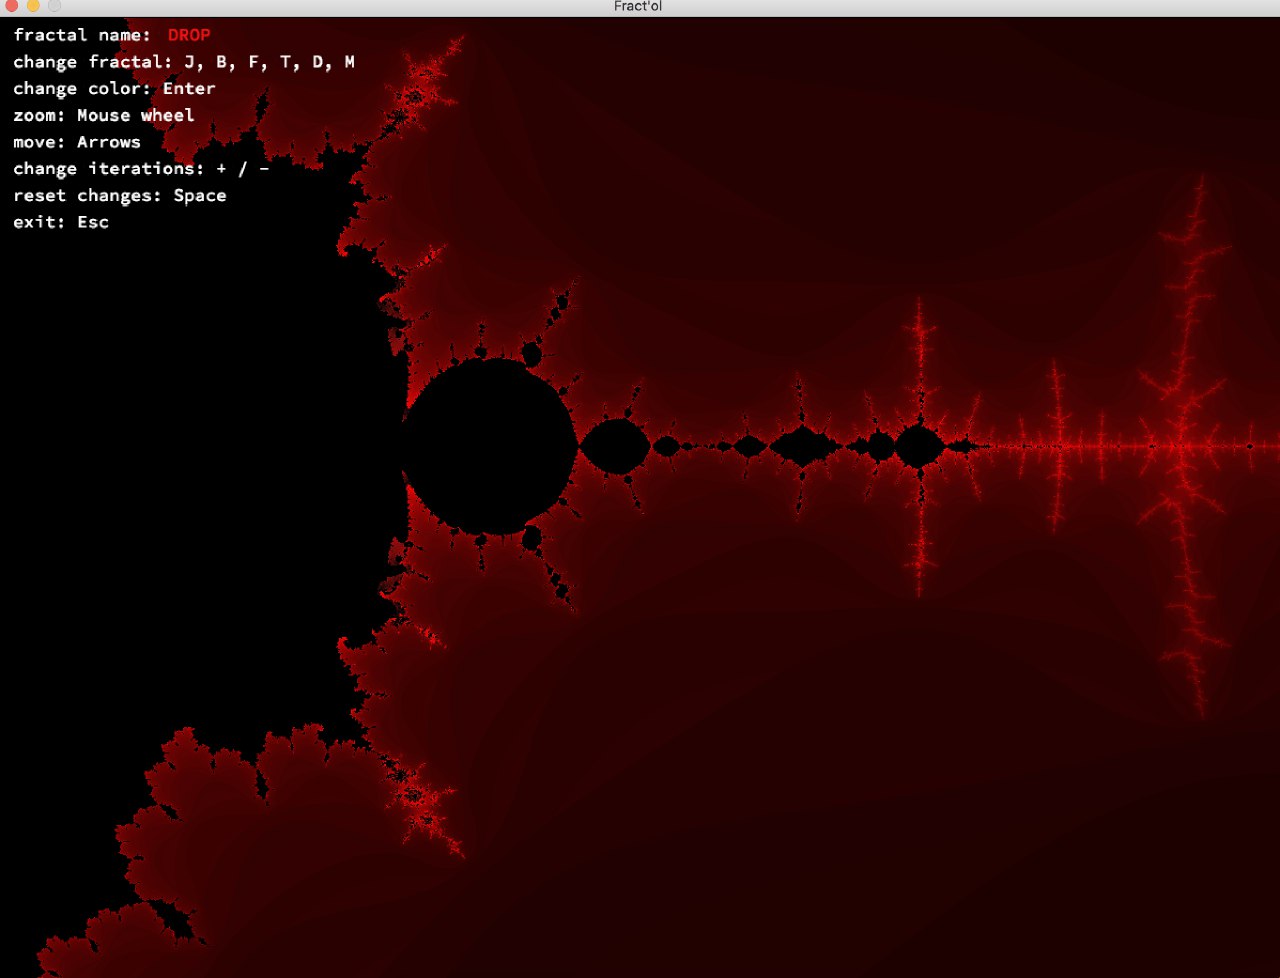 Fract'ol
fractal name: DROP
change fractal: J, B, F, T, D, M
change color: Enter
zoom: Mouse wheel
move: Arrows
change iterations: + / -
reset changes: Space
exit: Esc